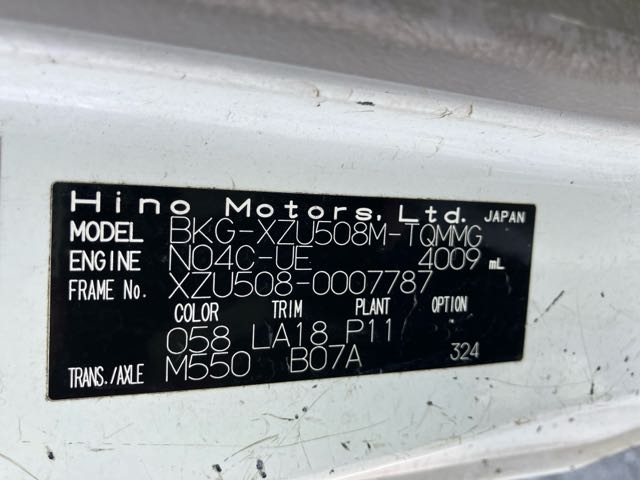 Hino Motors, Ltd. JAPAN
MODEL BKG-XZU508M-TQMMG
ENGINE N04C-UE 4009 mL
FRAME No. XZU508-0007787
COLOR TRIM PLANT OPTION
058 LA18 P11
TRANS./AXLE M550 B07A 324